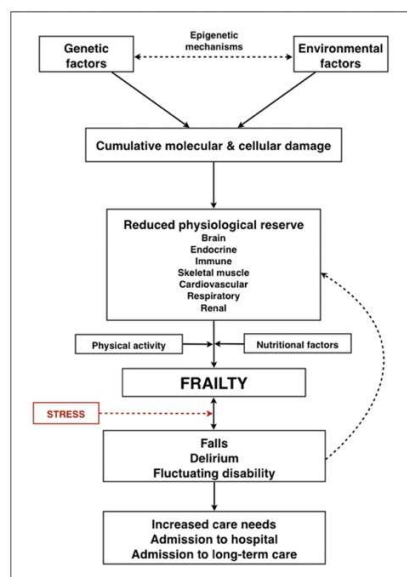 Epigenetic
mechanisms
Genetic
factors
Environmental
factors
Cumulative molecular & cellular damage
Reduced physiological reserve
Brain
Endocrine
Immune
Skeletal muscle
Cardiovascular
Respiratory
Renal
Physical activity
Nutritional factors
FRAILTY
STRESS
Falls
Delirium
Fluctuating disability
Increased care needs
Admission to hospital
Admission to long-term care